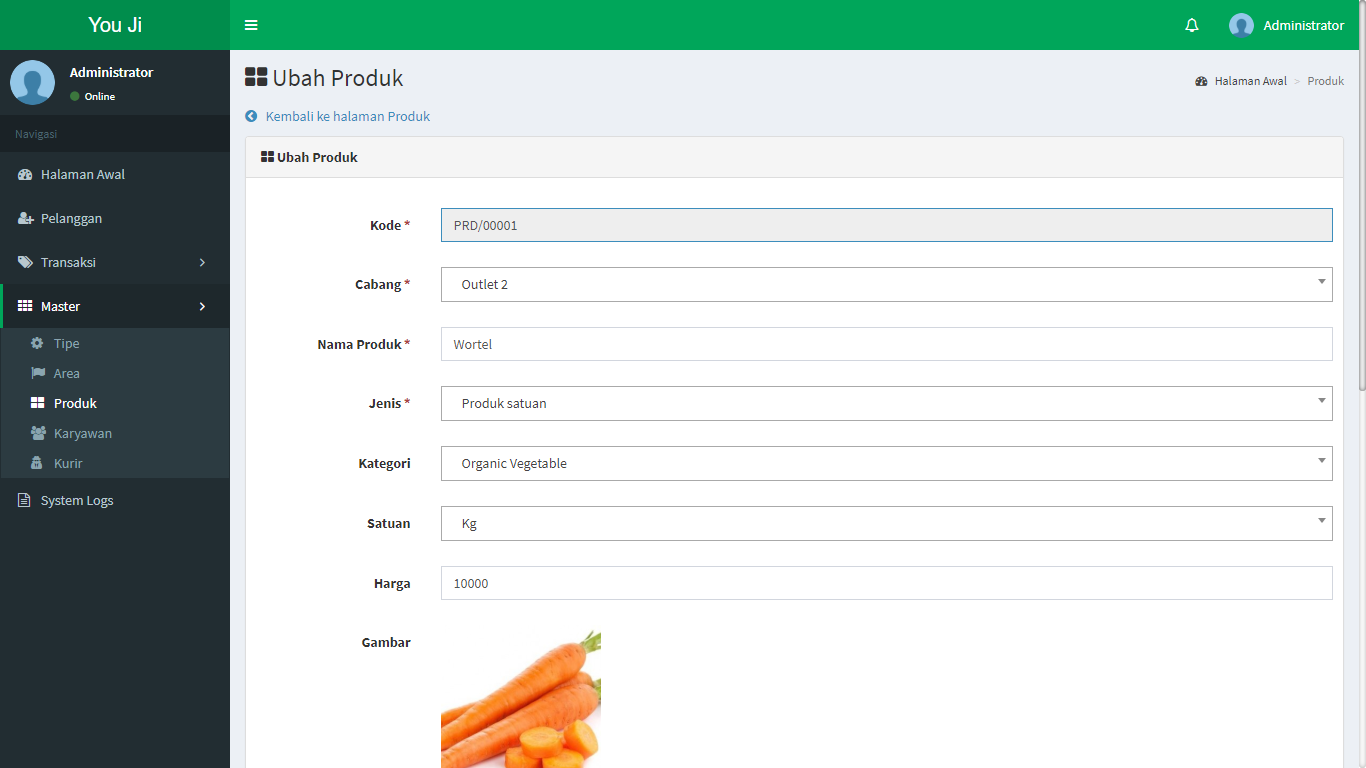 You Ji
Administrator
Administrator
Online
Navigasi
Halaman Awal
Pelanggan
Transaksi
Master
Tipe
Area
Produk
Karyawan
Kurir
System Logs
Ubah Produk
Halaman Awal > Produk
Kembali ke halaman Produk
Ubah Produk
Kode * PRD/00001
Cabang * Outlet 2
Nama Produk * Wortel
Jenis * Produk satuan
Kategori Organic Vegetable
Satuan Kg
Harga 10000
Gambar